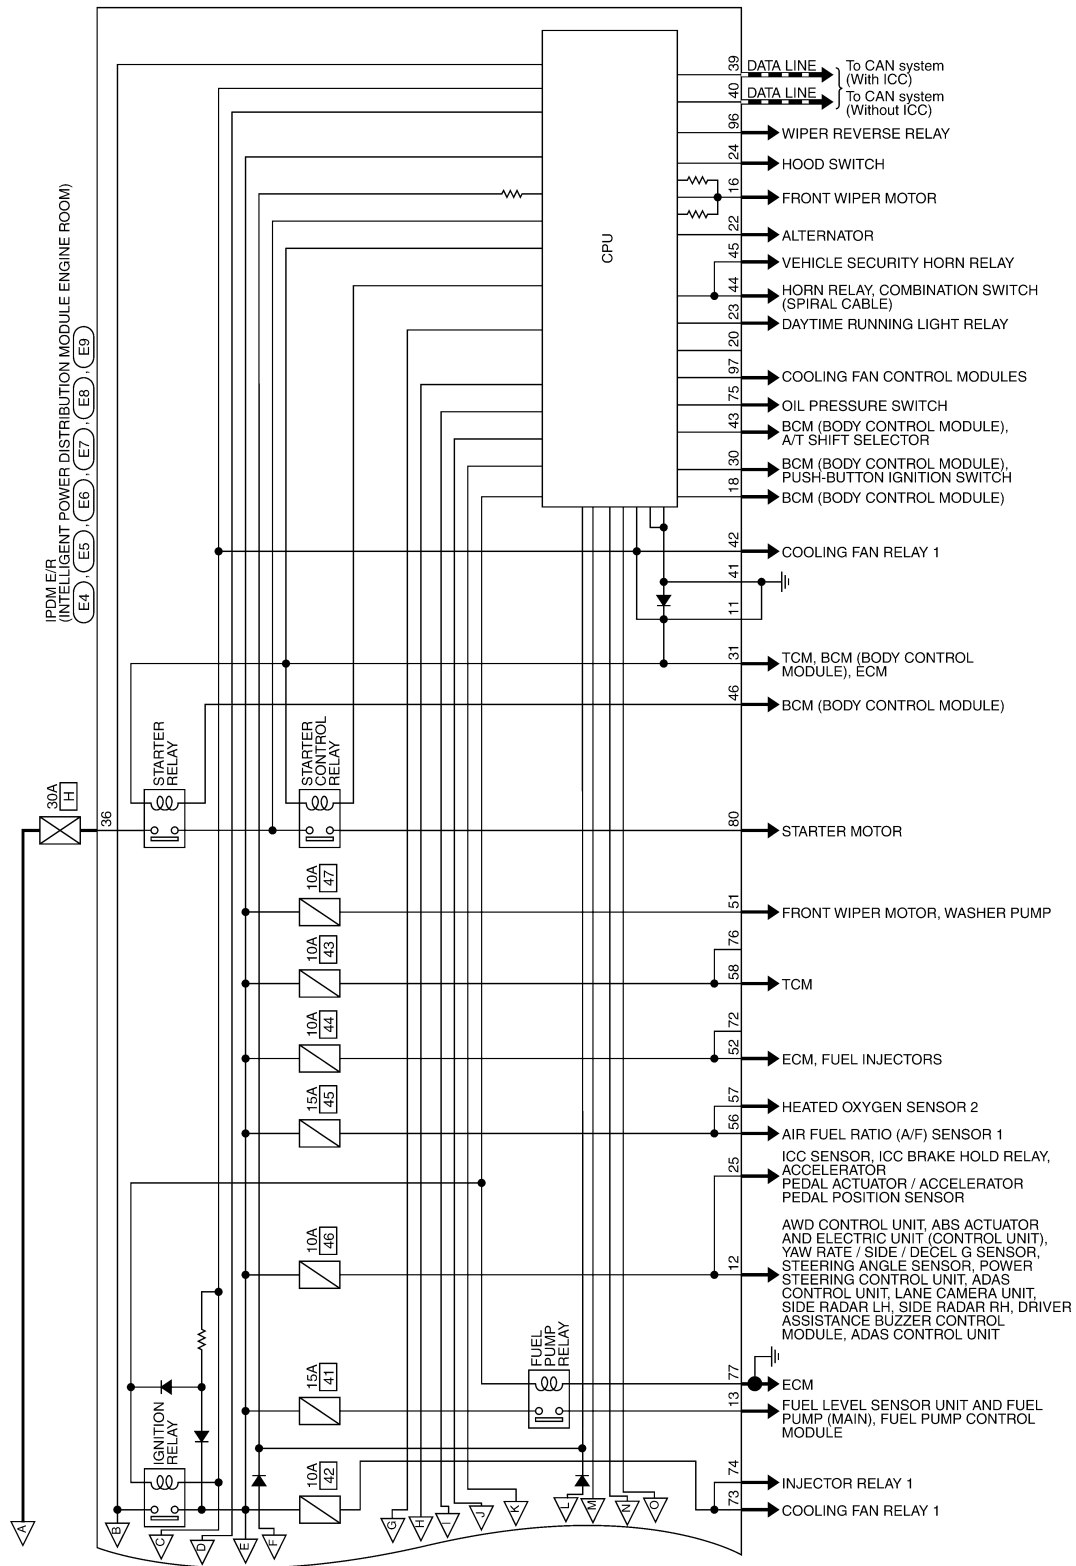 IPDM E/R
(INTELLIGENT POWER DISTRIBUTION MODULE ENGINE ROOM)
E4 , E5 , E6 , E7 , E8 , E9
CPU
39
DATA LINE
To CAN system
(With ICC)
40
DATA LINE
To CAN system
(Without ICC)
96
WIPER REVERSE RELAY
24
HOOD SWITCH
16
FRONT WIPER MOTOR
22
ALTERNATOR
45
VEHICLE SECURITY HORN RELAY
44
HORN RELAY, COMBINATION SWITCH
(SPIRAL CABLE)
23
DAYTIME RUNNING LIGHT RELAY
20
97
COOLING FAN CONTROL MODULES
75
OIL PRESSURE SWITCH
43
BCM (BODY CONTROL MODULE),
A/T SHIFT SELECTOR
30
BCM (BODY CONTROL MODULE),
PUSH-BUTTON IGNITION SWITCH
18
BCM (BODY CONTROL MODULE)
42
COOLING FAN RELAY 1
41
11
31
TCM, BCM (BODY CONTROL
MODULE), ECM
46
BCM (BODY CONTROL MODULE)
30A
H
36
STARTER
RELAY
STARTER
CONTROL
RELAY
80
STARTER MOTOR
10A
47
51
FRONT WIPER MOTOR, WASHER PUMP
10A
43
76
58
TCM
10A
44
72
52
ECM, FUEL INJECTORS
15A
45
57
HEATED OXYGEN SENSOR 2
56
AIR FUEL RATIO (A/F) SENSOR 1
25
ICC SENSOR, ICC BRAKE HOLD RELAY,
ACCELERATOR
PEDAL ACTUATOR / ACCELERATOR
PEDAL POSITION SENSOR
10A
46
12
AWD CONTROL UNIT, ABS ACTUATOR
AND ELECTRIC UNIT (CONTROL UNIT),
YAW RATE / SIDE / DECEL G SENSOR,
STEERING ANGLE SENSOR, POWER
STEERING CONTROL UNIT, ADAS
CONTROL UNIT, LANE CAMERA UNIT,
SIDE RADAR LH, SIDE RADAR RH, DRIVER
ASSISTANCE BUZZER CONTROL
MODULE, ADAS CONTROL UNIT
FUEL
PUMP
RELAY
77
ECM
15A
41
13
FUEL LEVEL SENSOR UNIT AND FUEL
PUMP (MAIN), FUEL PUMP CONTROL
MODULE
IGNITION
RELAY
10A
42
74
INJECTOR RELAY 1
73
COOLING FAN RELAY 1
A
B
C
D
E
F
G
H
I
J
K
L
M
N
O